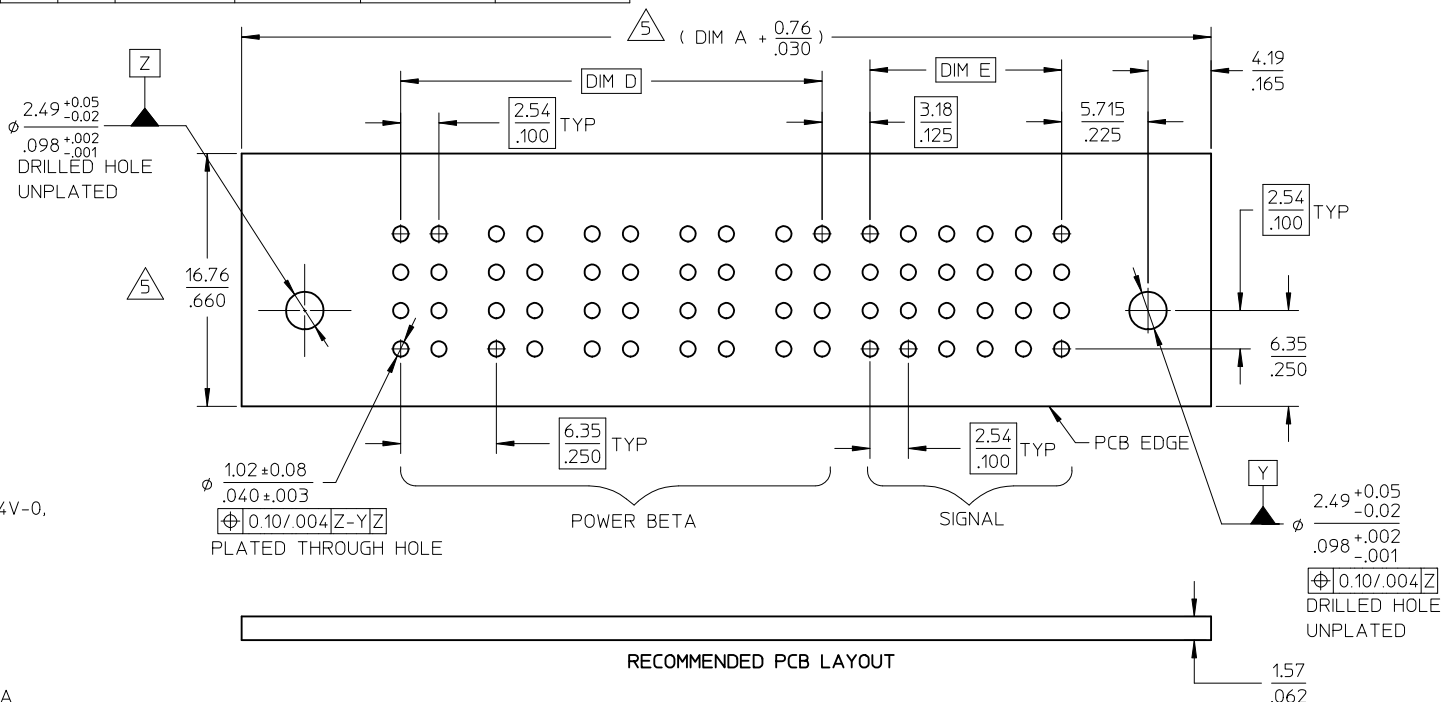 5 ( DIM A + 0.76/.030 )
Z
DIM D
DIM E
4.19/.165
⌀ 2.49 +0.05 -0.02 / .098 +.002 -.001
DRILLED HOLE
UNPLATED
2.54/.100 TYP
3.18/.125
5.715/.225
2.54/.100 TYP
5 16.76/.660
6.35/.250
6.35/.250 TYP
2.54/.100 TYP
PCB EDGE
⌀ 1.02 ±0.08 / .040 ±.003
⌖ 0.10/.004 Z-Y Z
PLATED THROUGH HOLE
4V-0,
POWER BETA
SIGNAL
Y
⌀ 2.49 +0.05 -0.02 / .098 +.002 -.001
⌖ 0.10/.004 Z
DRILLED HOLE
UNPLATED
RECOMMENDED PCB LAYOUT
1.57/.062
A